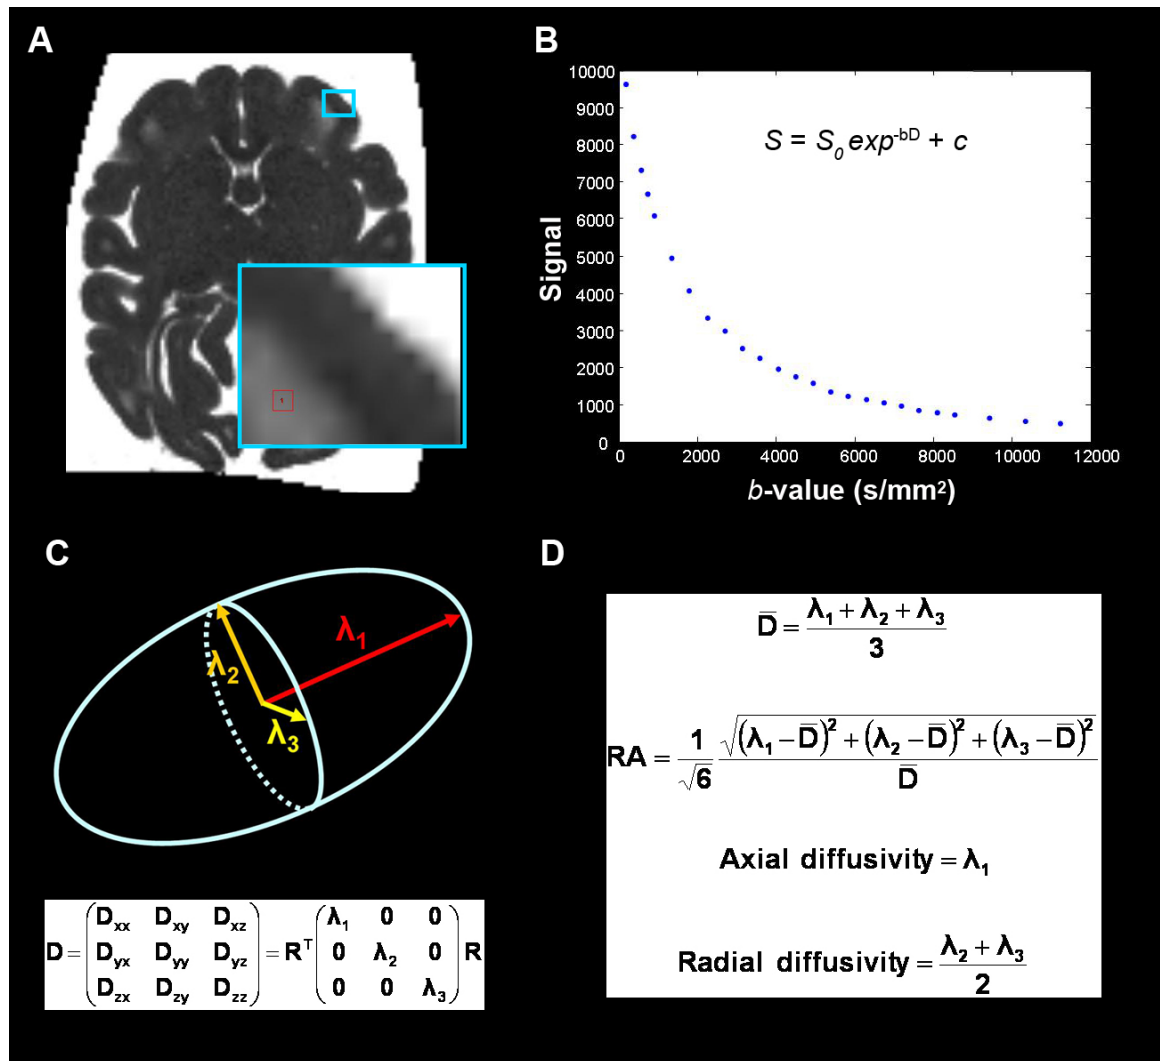 A
1
B
10000
9000
8000
7000
6000
5000
4000
3000
2000
1000
0
Signal
S = S₀ exp⁻ᵇᴰ + c
0 2000 4000 6000 8000 10000 12000
b-value (s/mm²)
C
λ₁
λ₂
λ₃
D = (Dxx Dxy Dxz; Dyx Dyy Dyz; Dzx Dzy Dzz) = Rᵀ (λ₁ 0 0; 0 λ₂ 0; 0 0 λ₃) R
D
D̅ = (λ₁ + λ₂ + λ₃) / 3
RA = 1/√6 √((λ₁ − D̅)² + (λ₂ − D̅)² + (λ₃ − D̅)²) / D̅
Axial diffusivity = λ₁
Radial diffusivity = (λ₂ + λ₃) / 2